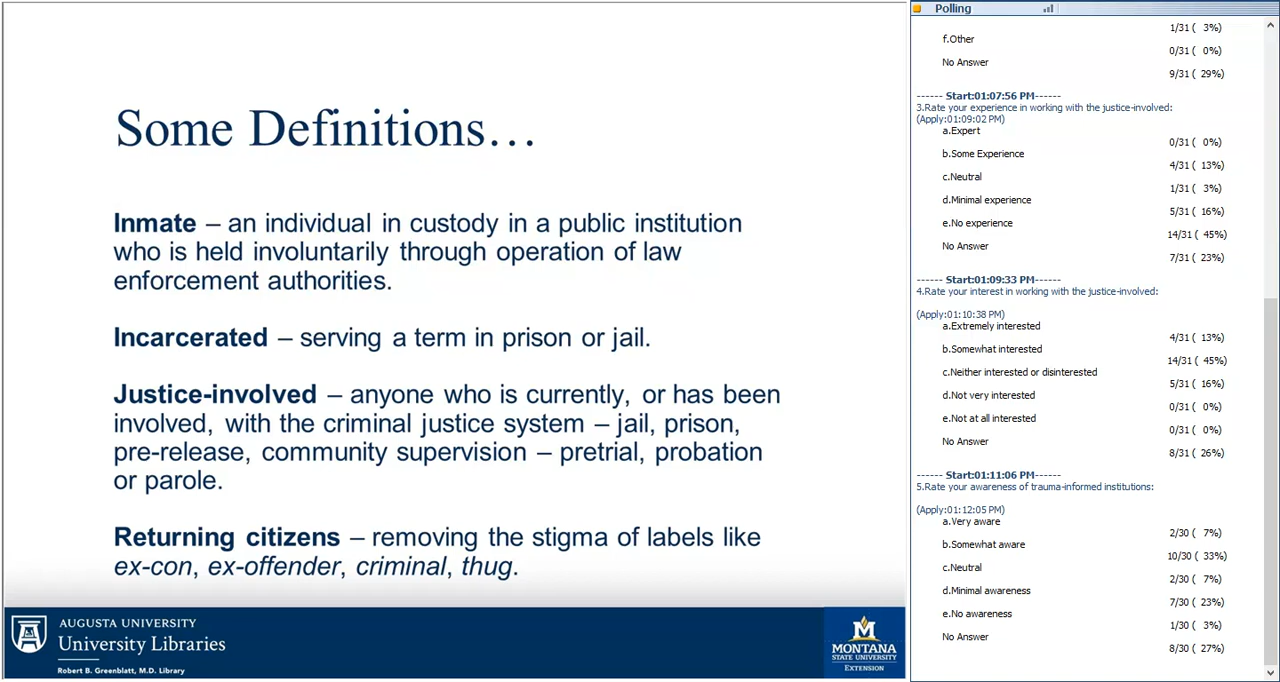 Some Definitions…
Inmate – an individual in custody in a public institution
who is held involuntarily through operation of law
enforcement authorities.
Incarcerated – serving a term in prison or jail.
Justice-involved – anyone who is currently, or has been
involved, with the criminal justice system – jail, prison,
pre-release, community supervision – pretrial, probation
or parole.
Returning citizens – removing the stigma of labels like
ex-con, ex-offender, criminal, thug.
AUGUSTA UNIVERSITY
University Libraries
Robert B. Greenblatt, M.D. Library
M
MONTANA
STATE UNIVERSITY
EXTENSION
Polling
1/31 ( 3%)
f.Other
0/31 ( 0%)
No Answer
9/31 ( 29%)
------ Start:01:07:56 PM------
3.Rate your experience in working with the justice-involved:
(Apply:01:09:02 PM)
a.Expert
0/31 ( 0%)
b.Some Experience
4/31 ( 13%)
c.Neutral
1/31 ( 3%)
d.Minimal experience
5/31 ( 16%)
e.No experience
14/31 ( 45%)
No Answer
7/31 ( 23%)
------ Start:01:09:33 PM------
4.Rate your interest in working with the justice-involved:
(Apply:01:10:38 PM)
a.Extremely interested
4/31 ( 13%)
b.Somewhat interested
14/31 ( 45%)
c.Neither interested or disinterested
5/31 ( 16%)
d.Not very interested
0/31 ( 0%)
e.Not at all interested
0/31 ( 0%)
No Answer
8/31 ( 26%)
------ Start:01:11:06 PM------
5.Rate your awareness of trauma-informed institutions:
(Apply:01:12:05 PM)
a.Very aware
2/30 ( 7%)
b.Somewhat aware
10/30 ( 33%)
c.Neutral
2/30 ( 7%)
d.Minimal awareness
7/30 ( 23%)
e.No awareness
1/30 ( 3%)
No Answer
8/30 ( 27%)